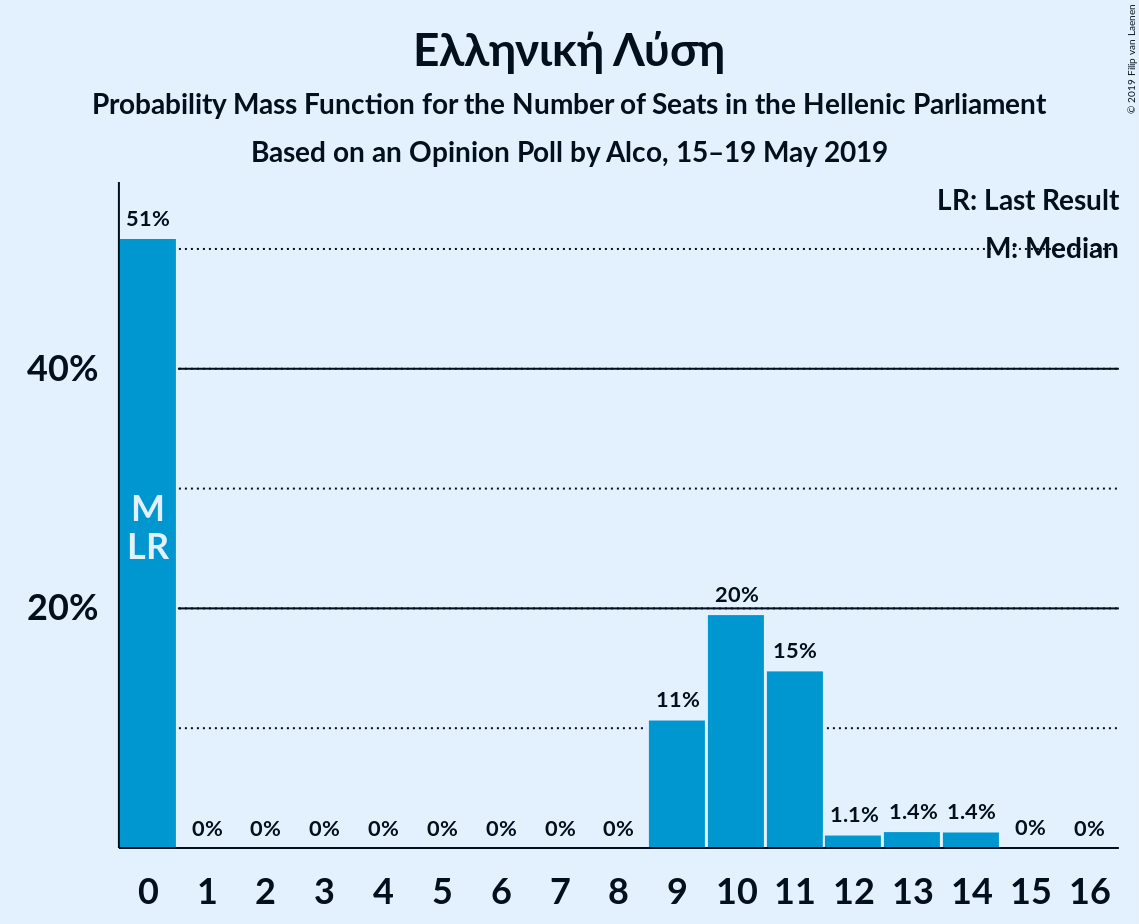 Ελληνική Λύση
Probability Mass Function for the Number of Seats in the Hellenic Parliament
Based on an Opinion Poll by Alco, 15–19 May 2019
© 2019 Filip van Laenen
LR: Last Result
M: Median
40%
20%
51%
0%
0%
0%
0%
0%
0%
0%
0%
11%
20%
15%
1.1%
1.4%
1.4%
0%
0%
M
LR
0 1 2 3 4 5 6 7 8 9 10 11 12 13 14 15 16